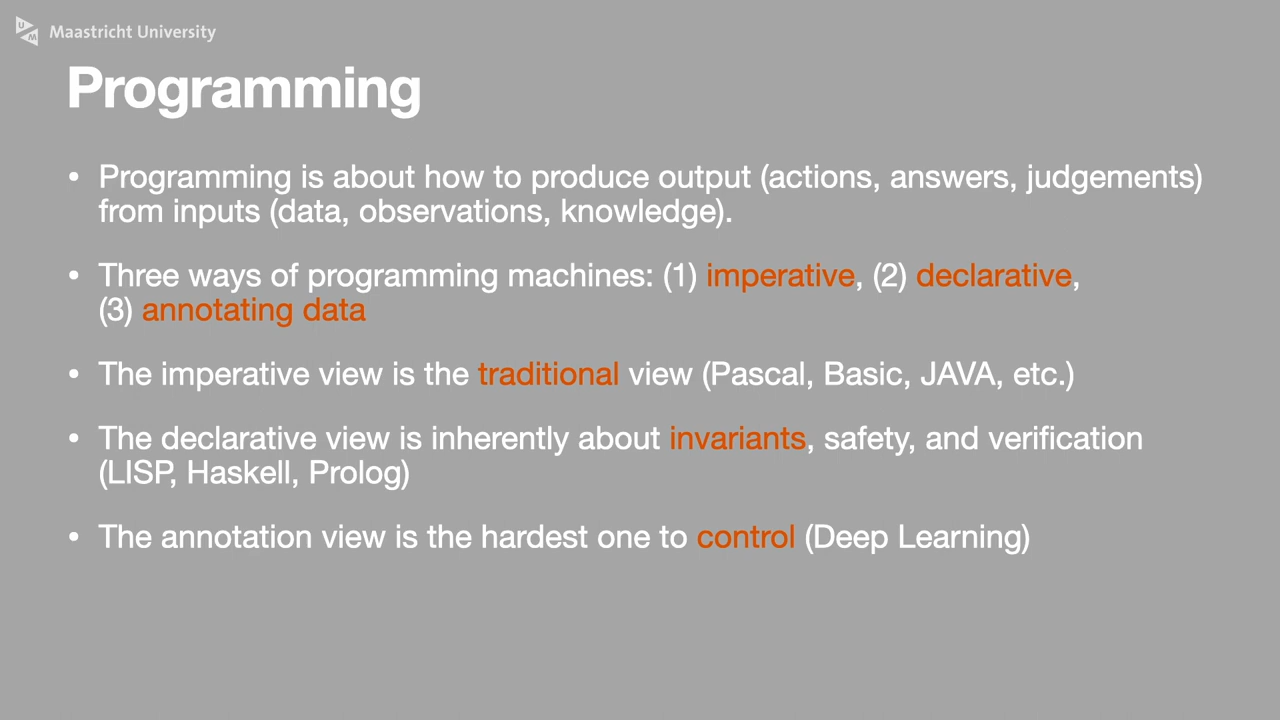 Maastricht University
Programming
• Programming is about how to produce output (actions, answers, judgements)
from inputs (data, observations, knowledge).
• Three ways of programming machines: (1) imperative, (2) declarative,
(3) annotating data
• The imperative view is the traditional view (Pascal, Basic, JAVA, etc.)
• The declarative view is inherently about invariants, safety, and verification
(LISP, Haskell, Prolog)
• The annotation view is the hardest one to control (Deep Learning)